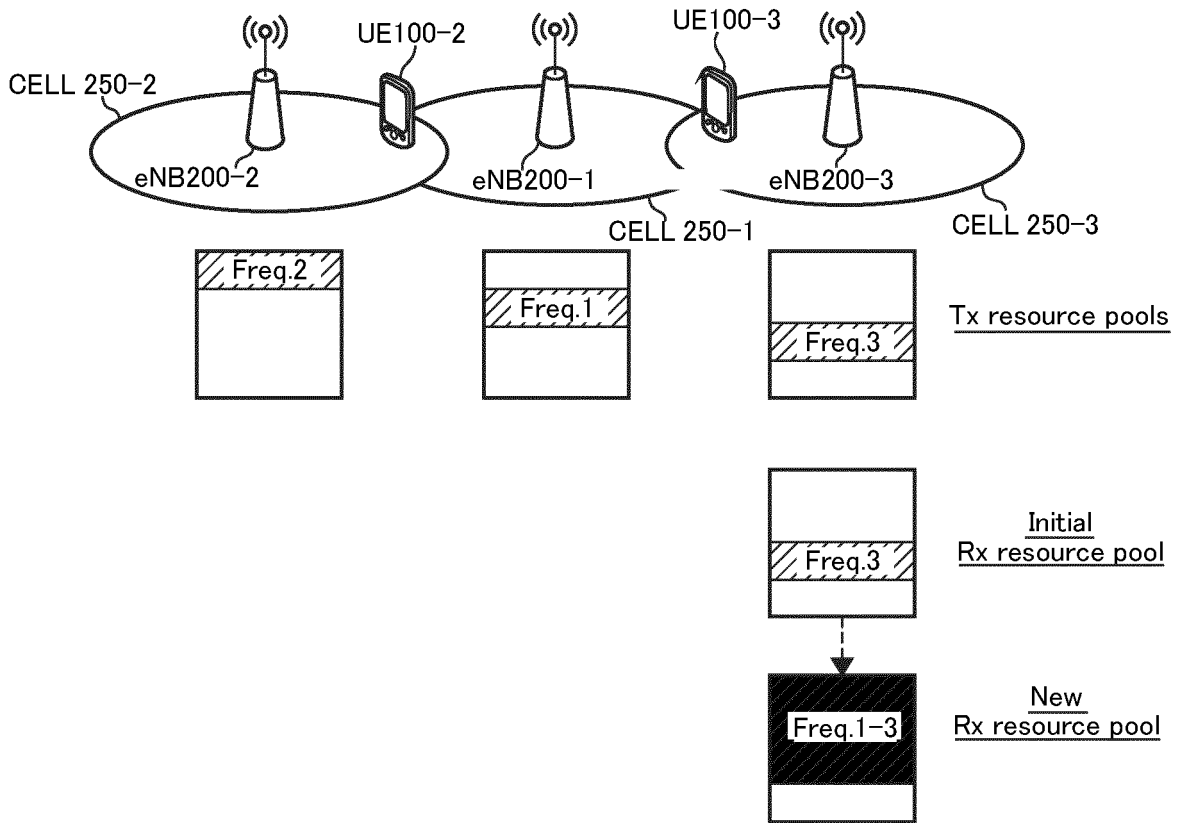 UE100-2
UE100-3
CELL 250-2
eNB200-2
eNB200-1
eNB200-3
CELL 250-1
CELL 250-3
Freq.2
Freq.1
Freq.3
Tx resource pools
Freq.3
Initial
Rx resource pool
Freq.1-3
New
Rx resource pool